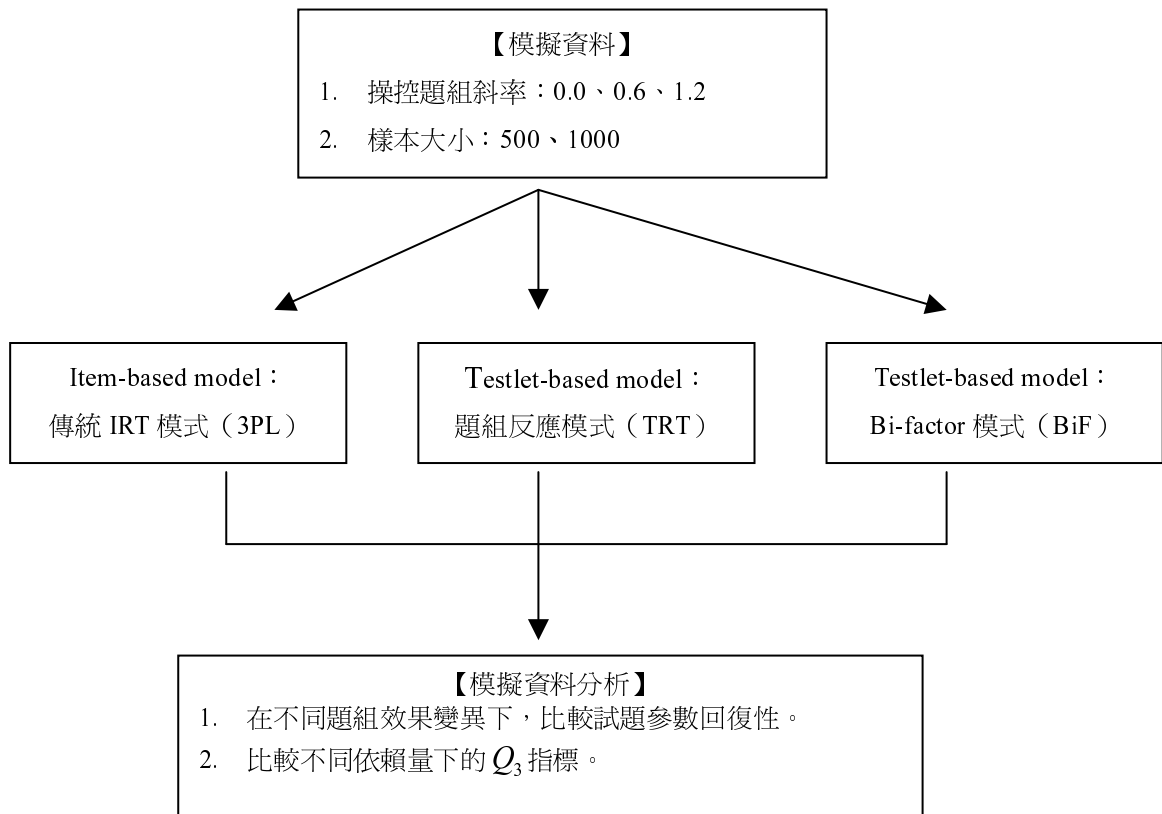 【模擬資料】
1. 操控題組斜率：0.0、0.6、1.2
2. 樣本大小：500、1000
Item-based model：
傳統 IRT 模式（3PL）
Testlet-based model：
題組反應模式（TRT）
Testlet-based model：
Bi-factor 模式（BiF）
【模擬資料分析】
1. 在不同題組效果變異下，比較試題參數回復性。
2. 比較不同依賴量下的 Q₃ 指標。